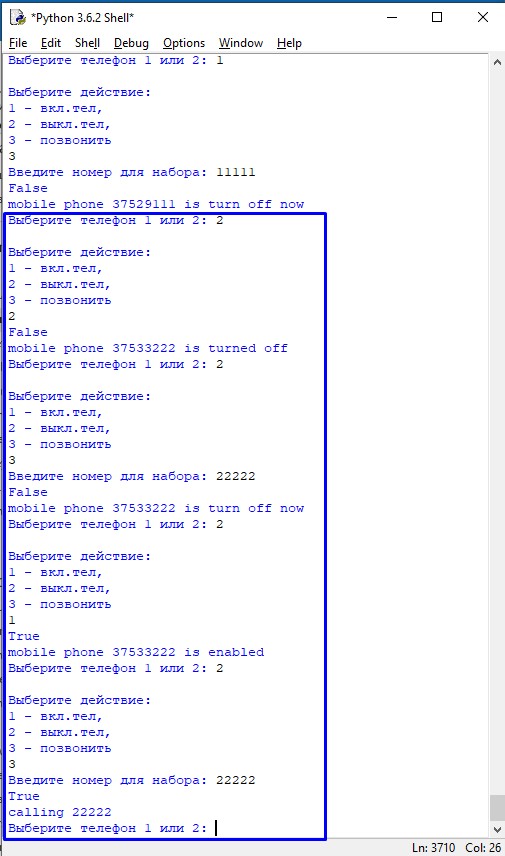 *Python 3.6.2 Shell*
File Edit Shell Debug Options Window Help
Выберите телефон 1 или 2: 1
Выберите действие:
1 - вкл.тел,
2 - выкл.тел,
3 - позвонить
3
Введите номер для набора: 11111
False
mobile phone 37529111 is turn off now
Выберите телефон 1 или 2: 2
Выберите действие:
1 - вкл.тел,
2 - выкл.тел,
3 - позвонить
2
False
mobile phone 37533222 is turned off
Выберите телефон 1 или 2: 2
Выберите действие:
1 - вкл.тел,
2 - выкл.тел,
3 - позвонить
3
Введите номер для набора: 22222
False
mobile phone 37533222 is turn off now
Выберите телефон 1 или 2: 2
Выберите действие:
1 - вкл.тел,
2 - выкл.тел,
3 - позвонить
1
True
mobile phone 37533222 is enabled
Выберите телефон 1 или 2: 2
Выберите действие:
1 - вкл.тел,
2 - выкл.тел,
3 - позвонить
3
Введите номер для набора: 22222
True
calling 22222
Выберите телефон 1 или 2:
Ln: 3710 Col: 26